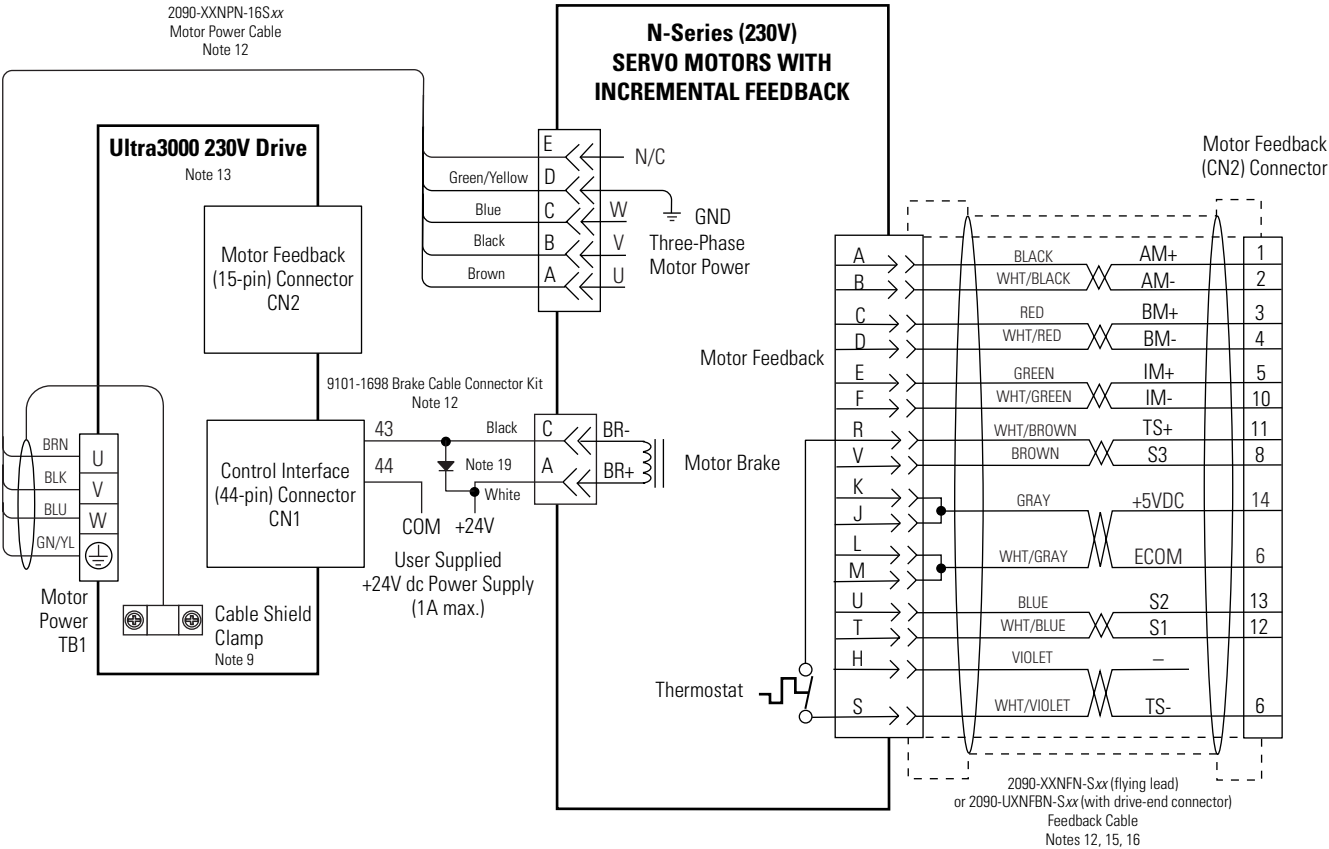 2090-XXNPN-16Sxx
Motor Power Cable
Note 12
N-Series (230V)
SERVO MOTORS WITH
INCREMENTAL FEEDBACK
Ultra3000 230V Drive
Note 13
Motor Feedback
(15-pin) Connector
CN2
Control Interface
(44-pin) Connector
CN1
BRN
BLK
BLU
GN/YL
U
V
W
Motor
Power
TB1
Cable Shield
Clamp
Note 9
E
N/C
Green/Yellow
D
GND
Blue
C
W
Black
B
V
Brown
A
U
Three-Phase
Motor Power
9101-1698 Brake Cable Connector Kit
Note 12
43
Black
C
BR-
44
Note 19
White
A
BR+
Motor Brake
COM
+24V
User Supplied
+24V dc Power Supply
(1A max.)
Motor Feedback
Thermostat
Motor Feedback
(CN2) Connector
A BLACK AM+ 1
B WHT/BLACK AM- 2
C RED BM+ 3
D WHT/RED BM- 4
E GREEN IM+ 5
F WHT/GREEN IM- 10
R WHT/BROWN TS+ 11
V BROWN S3 8
K
GRAY +5VDC 14
J
L
WHT/GRAY ECOM 6
M
U BLUE S2 13
T WHT/BLUE S1 12
H VIOLET –
S WHT/VIOLET TS- 6
2090-XXNFN-Sxx (flying lead)
or 2090-UXNFBN-Sxx (with drive-end connector)
Feedback Cable
Notes 12, 15, 16